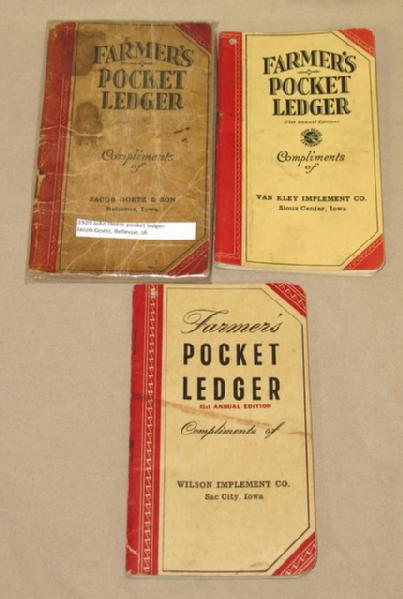 FARMER'S
POCKET
LEDGER
Compliments
of
JACOB GOETZ & SON
Bellevue, Iowa
1929 John Deere pocket ledger
Jacob Goetz, Bellevue, IA
FARMER'S
POCKET
LEDGER
Compliments
of
VAN KLEY IMPLEMENT CO.
Sioux Center, Iowa
Farmer's
POCKET
LEDGER
81st ANNUAL EDITION
Compliments of
WILSON IMPLEMENT CO.
Sac City, Iowa